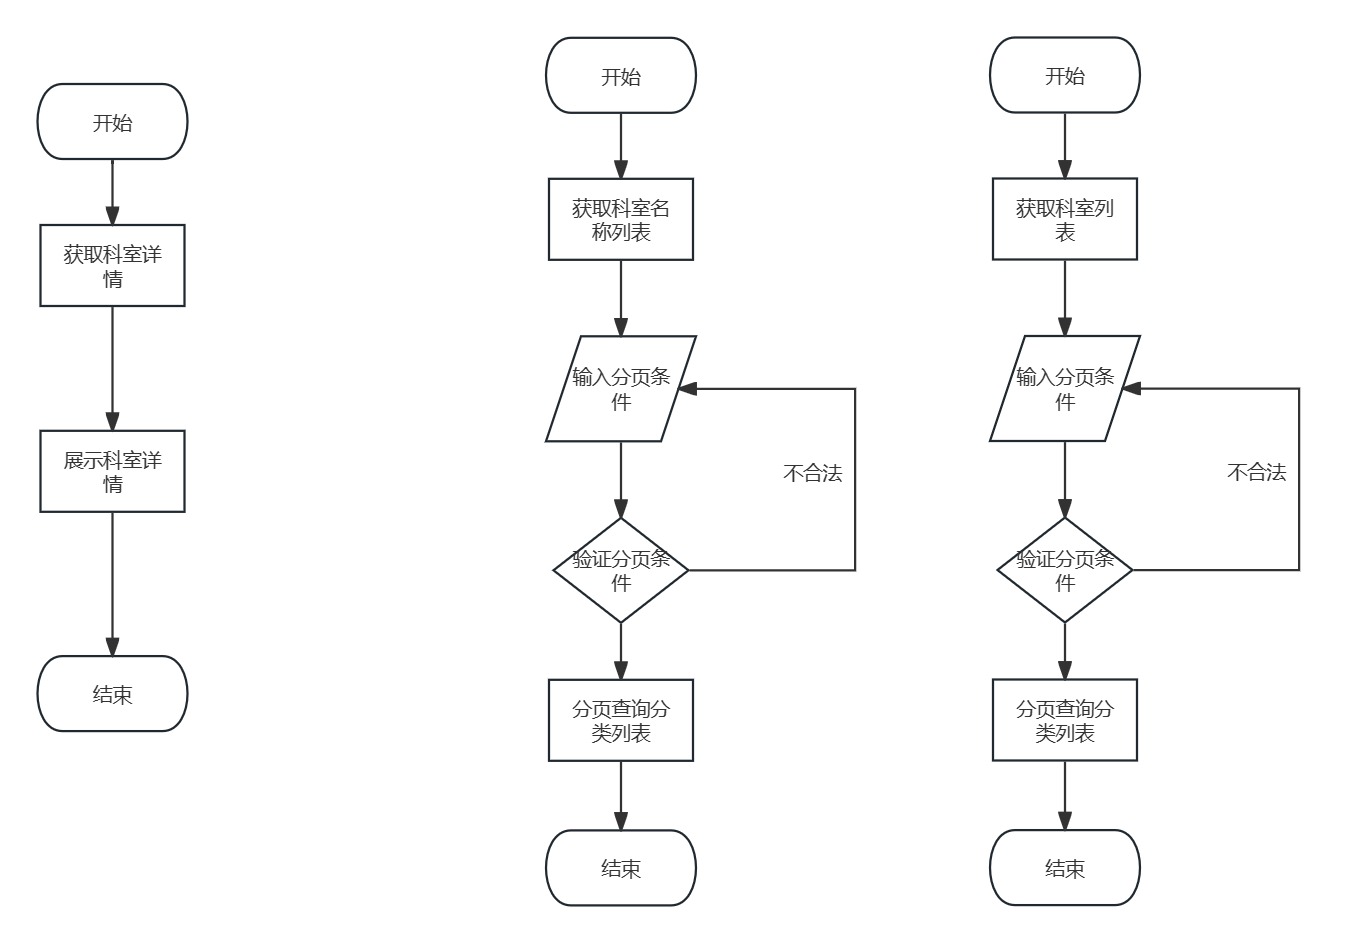 开始
获取科室详
情
展示科室详
情
结束
开始
获取科室名
称列表
输入分页条
件
不合法
验证分页条
件
分页查询分
类列表
结束
开始
获取科室列
表
输入分页条
件
不合法
验证分页条
件
分页查询分
类列表
结束